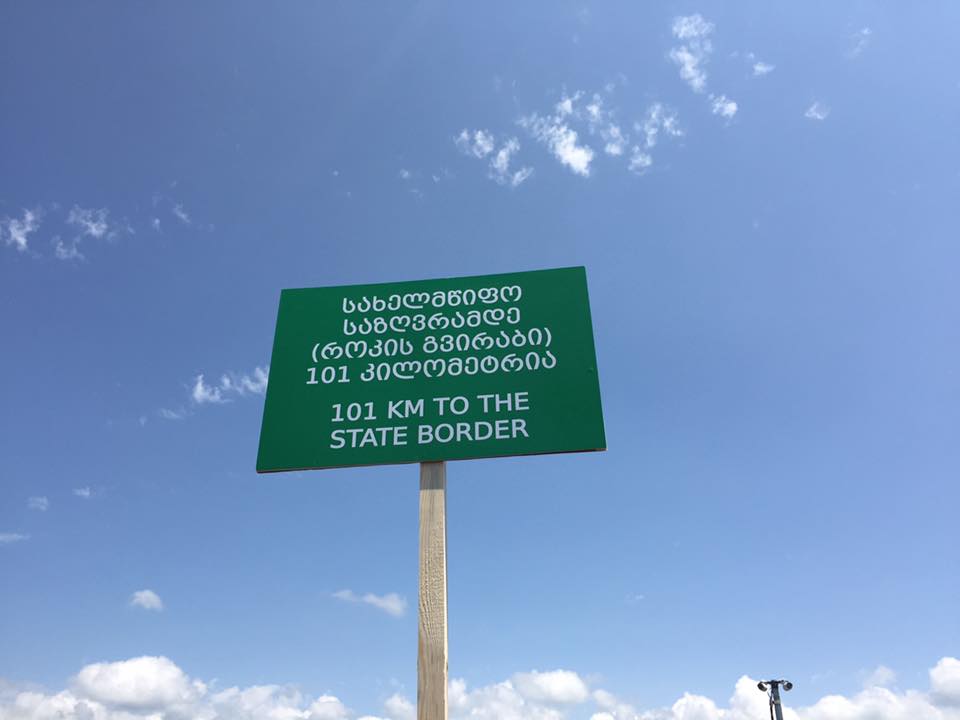 სახელმწიფო
საზღვრამდე
(როკის გვირაბი)
101 კილომეტრია
101 KM TO THE
STATE BORDER